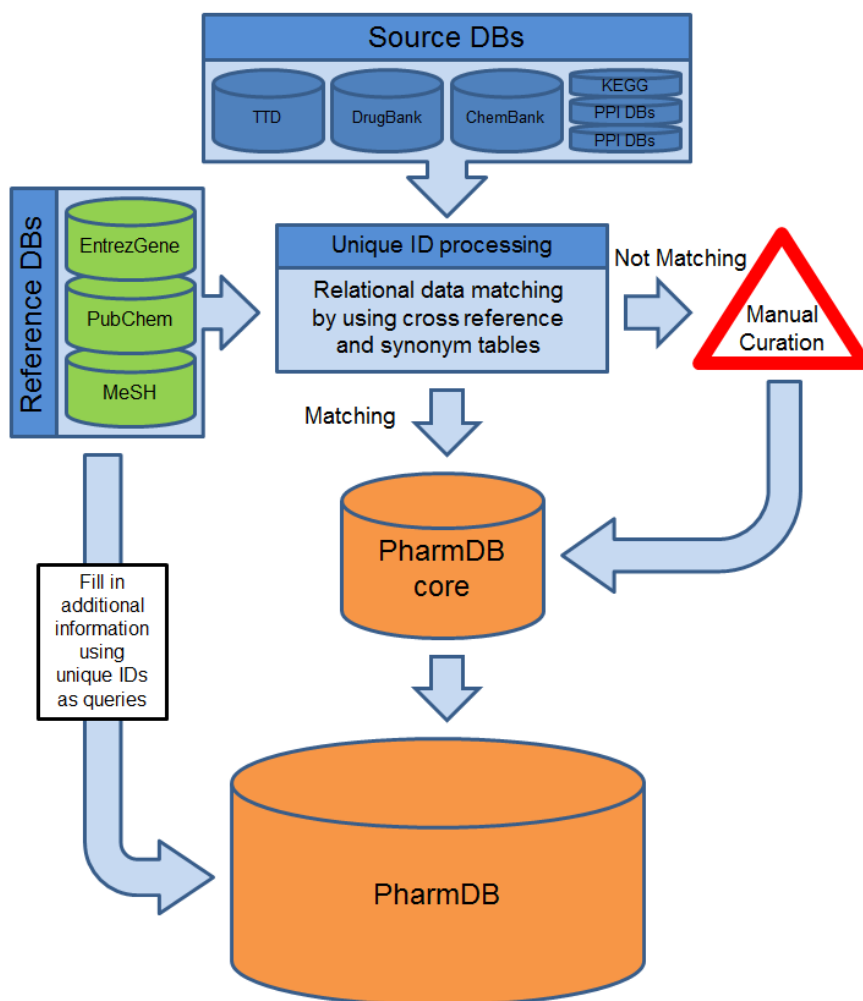 Source DBs
TTD
DrugBank
ChemBank
KEGG
PPI DBs
PPI DBs
Reference DBs
EntrezGene
PubChem
MeSH
Unique ID processing
Relational data matching
by using cross reference
and synonym tables
Not Matching
Manual
Curation
Matching
PharmDB
core
Fill in
additional
information
using
unique IDs
as queries
PharmDB